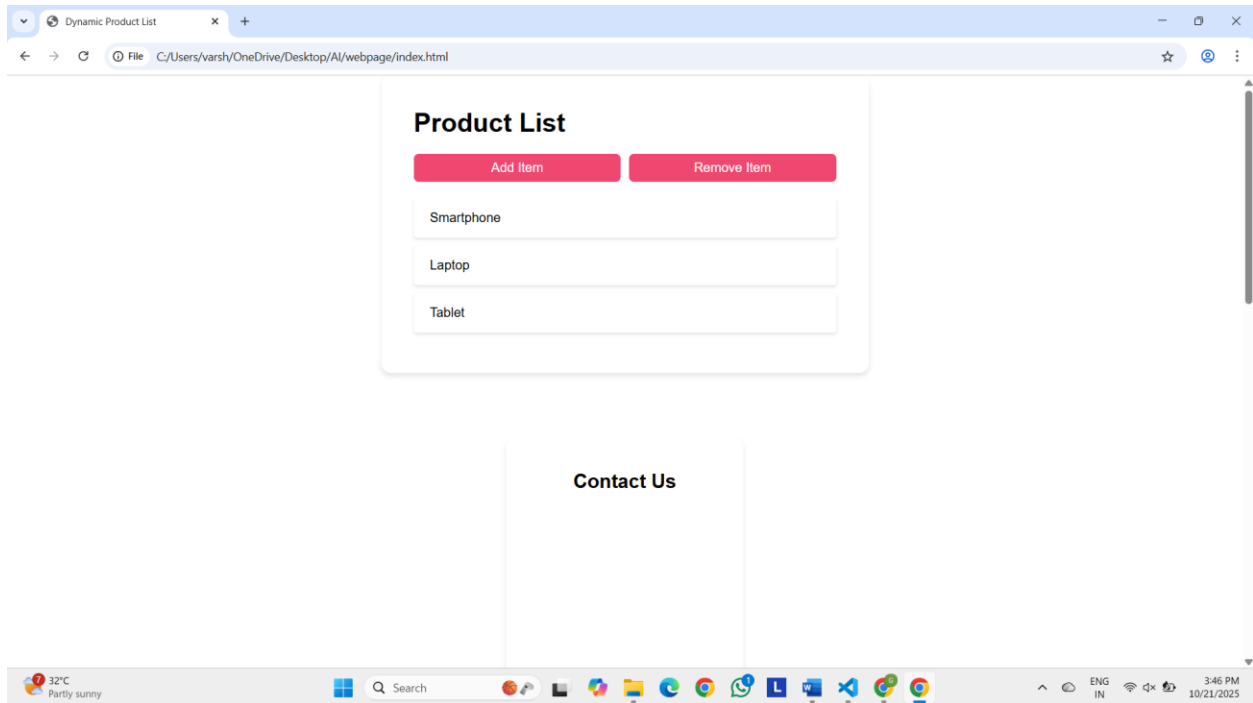 Dynamic Product List
File C:/Users/varsh/OneDrive/Desktop/AI/webpage/index.html
Product List
Add Item Remove Item
Smartphone
Laptop
Tablet
Contact Us
7
32°C
Partly sunny
Search
L
W
G
ENG
IN
3:46 PM
10/21/2025